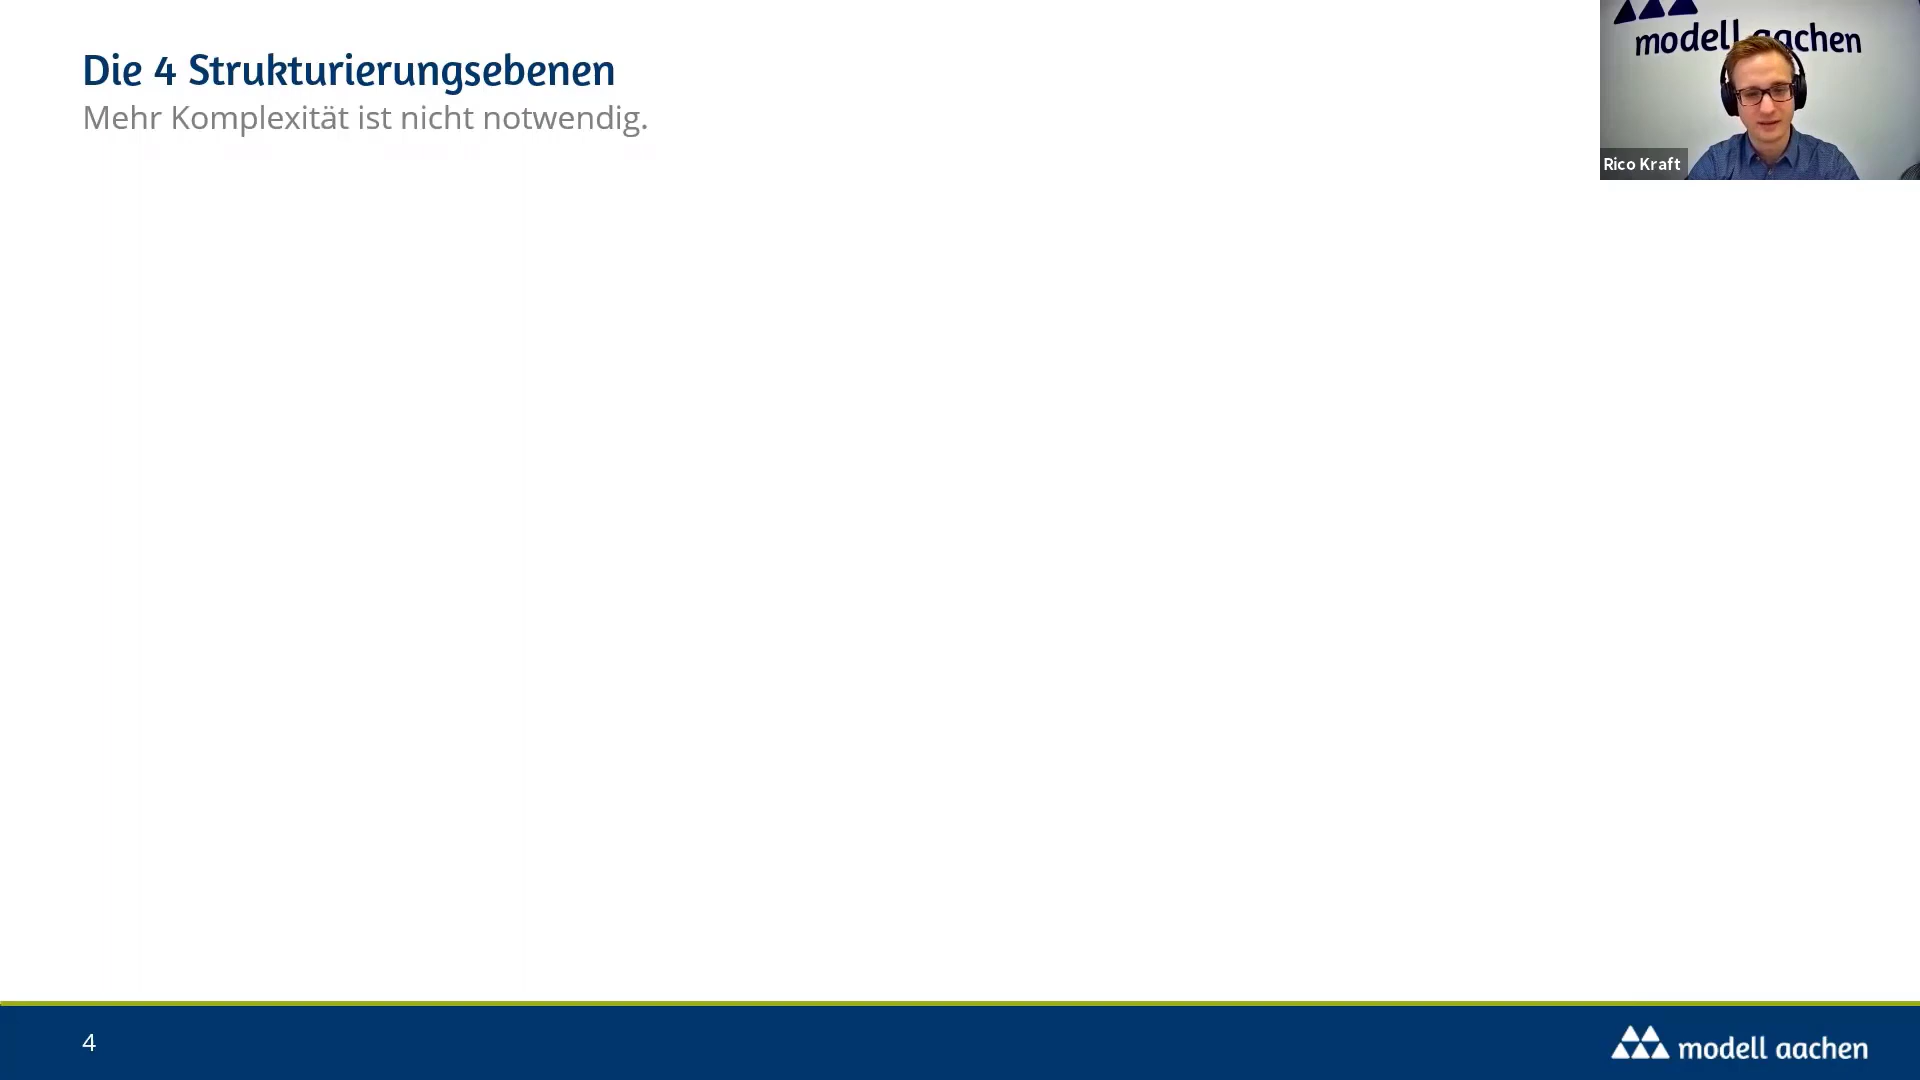 Die 4 Strukturierungsebenen
Mehr Komplexität ist nicht notwendig.
modell aachen
Rico Kraft
4
modell aachen